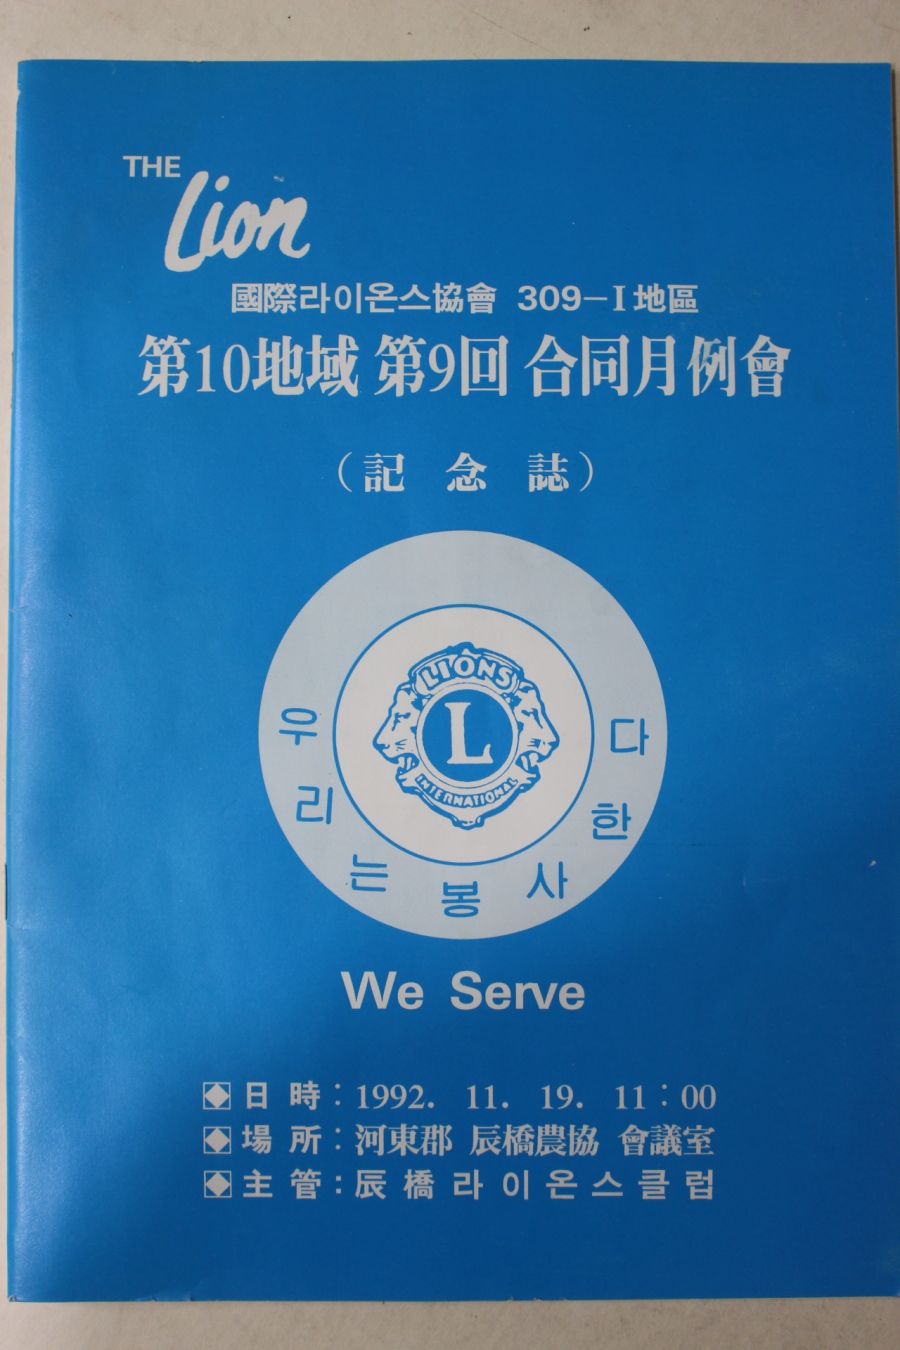 THE
Lion
國際라이온스協會 309-I地區
第10地域 第9回 合同月例會
(記 念 誌)
LIONS
L
INTERNATIONAL
우리는봉사한다
We Serve
日 時 : 1992. 11. 19. 11 : 00
場 所 : 河東郡 辰橋農協 會議室
主 管 : 辰橋라이온스클럽